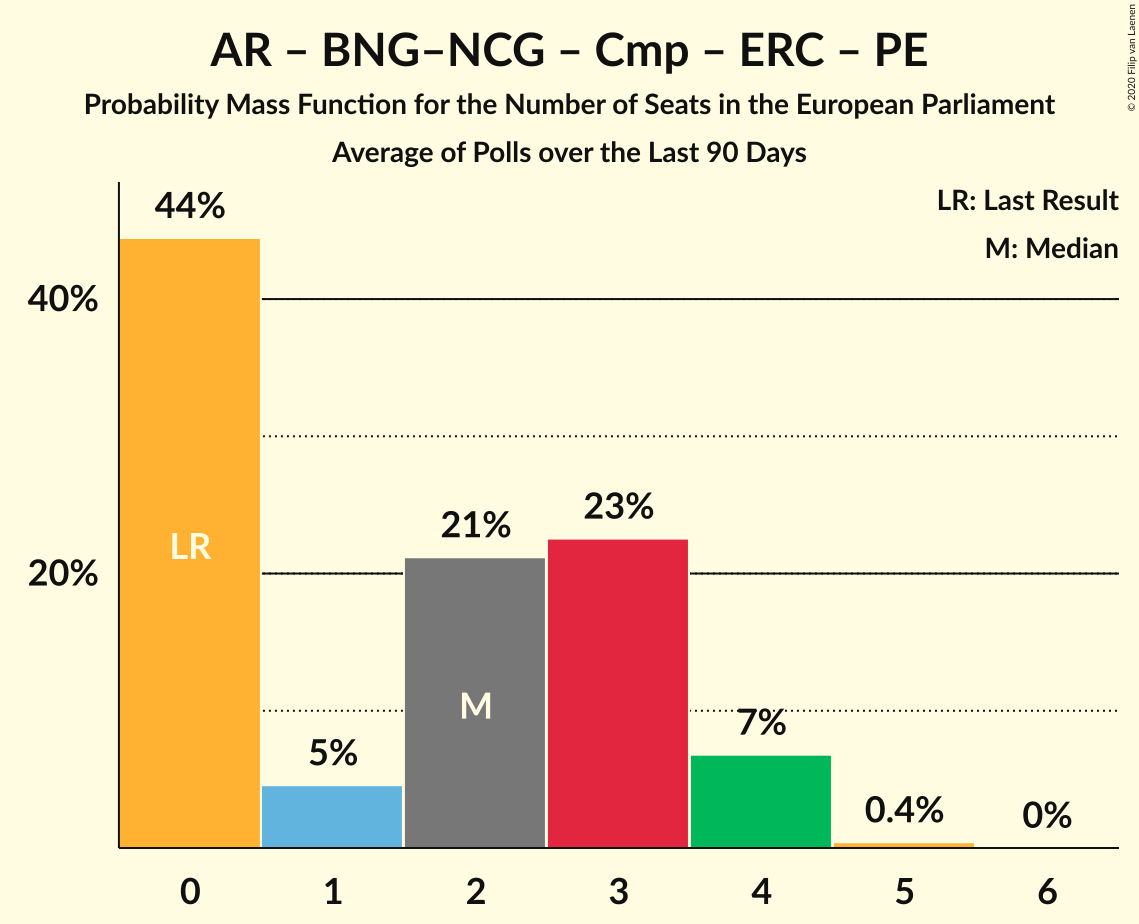 © 2020 Filip van Laenen
AR – BNG–NCG – Cmp – ERC – PE
Probability Mass Function for the Number of Seats in the European Parliament
Average of Polls over the Last 90 Days
LR: Last Result
M: Median
44%
40%
23%
21%
20%
LR
M
7%
5%
0.4%
0%
0 1 2 3 4 5 6